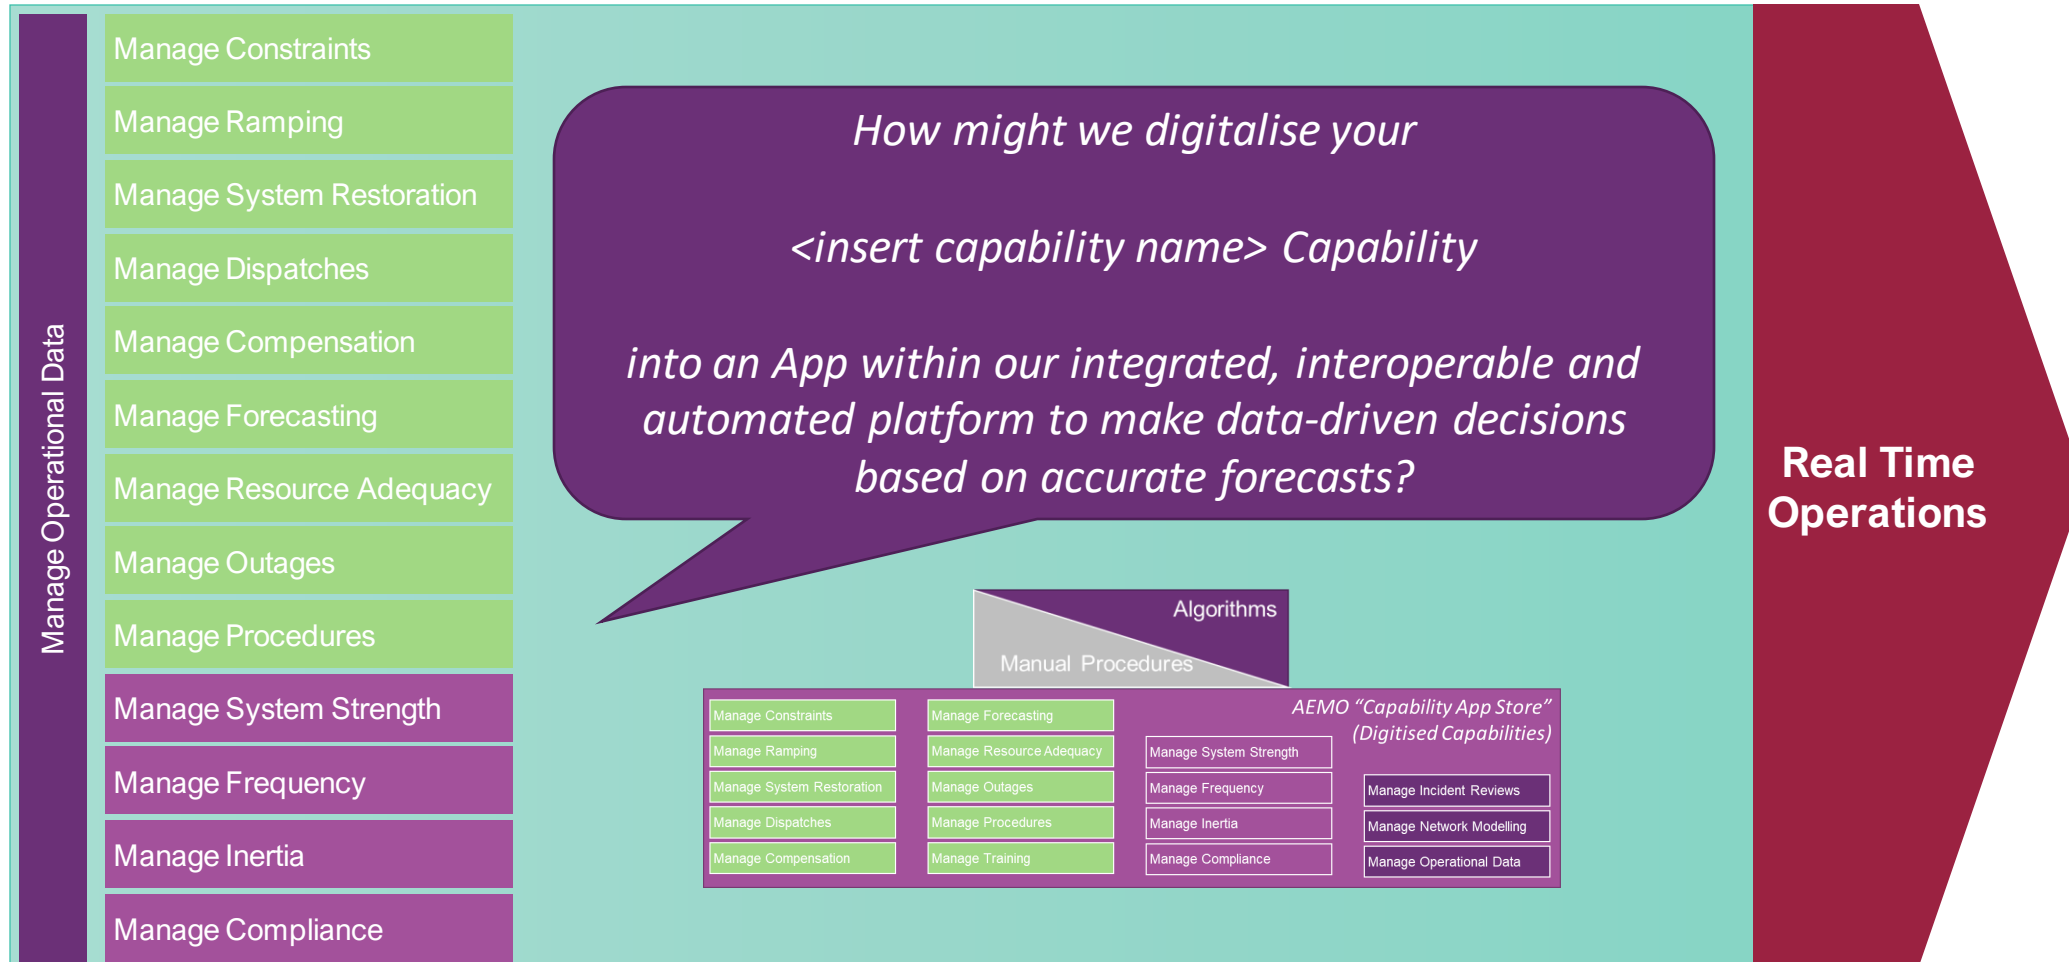 Manage Operational Data
Manage Constraints
Manage Ramping
Manage System Restoration
Manage Dispatches
Manage Compensation
Manage Forecasting
Manage Resource Adequacy
Manage Outages
Manage Procedures
Manage System Strength
Manage Frequency
Manage Inertia
Manage Compliance
How might we digitalise your
<insert capability name> Capability
into an App within our integrated, interoperable and
automated platform to make data-driven decisions
based on accurate forecasts?
Algorithms
Manual Procedures
AEMO “Capability App Store”
(Digitised Capabilities)
Manage Constraints
Manage Ramping
Manage System Restoration
Manage Dispatches
Manage Compensation
Manage Forecasting
Manage Resource Adequacy
Manage Outages
Manage Procedures
Manage Training
Manage System Strength
Manage Frequency
Manage Inertia
Manage Compliance
Manage Incident Reviews
Manage Network Modelling
Manage Operational Data
Real Time
Operations